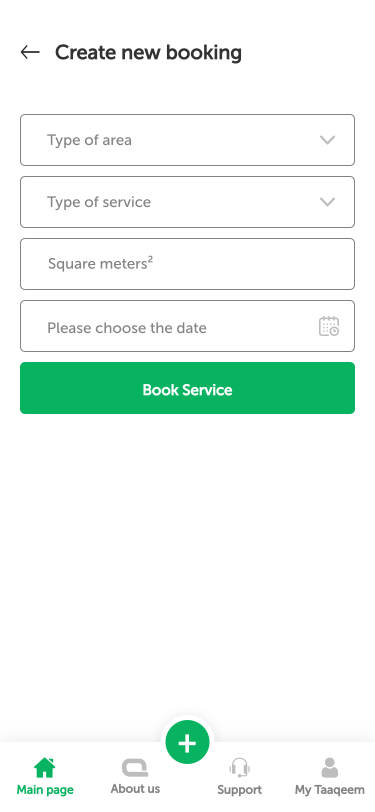 Create new booking
Type of area
Type of service
Square meters²
Please choose the date
Book Service
Main page
About us
Support
My Taaqeem